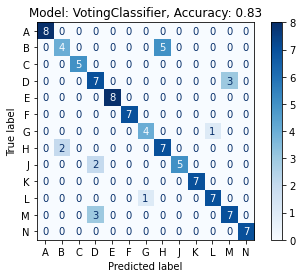 Model: VotingClassifier, Accuracy: 0.83
True label
A 8 0 0 0 0 0 0 0 0 0 0 0 0
B 0 4 0 0 0 0 0 5 0 0 0 0 0
C 0 0 5 0 0 0 0 0 0 0 0 0 0
D 0 0 0 7 0 0 0 0 0 0 0 3 0
E 0 0 0 0 8 0 0 0 0 0 0 0 0
F 0 0 0 0 0 7 0 0 0 0 0 0 0
G 0 0 0 0 0 0 4 0 0 0 1 0 0
H 0 2 0 0 0 0 0 7 0 0 0 0 0
J 0 0 0 2 0 0 0 0 5 0 0 0 0
K 0 0 0 0 0 0 0 0 0 7 0 0 0
L 0 0 0 0 0 0 1 0 0 0 7 0 0
M 0 0 0 3 0 0 0 0 0 0 0 7 0
N 0 0 0 0 0 0 0 0 0 0 0 0 7
A B C D E F G H J K L M N
Predicted label
8
7
6
5
4
3
2
1
0